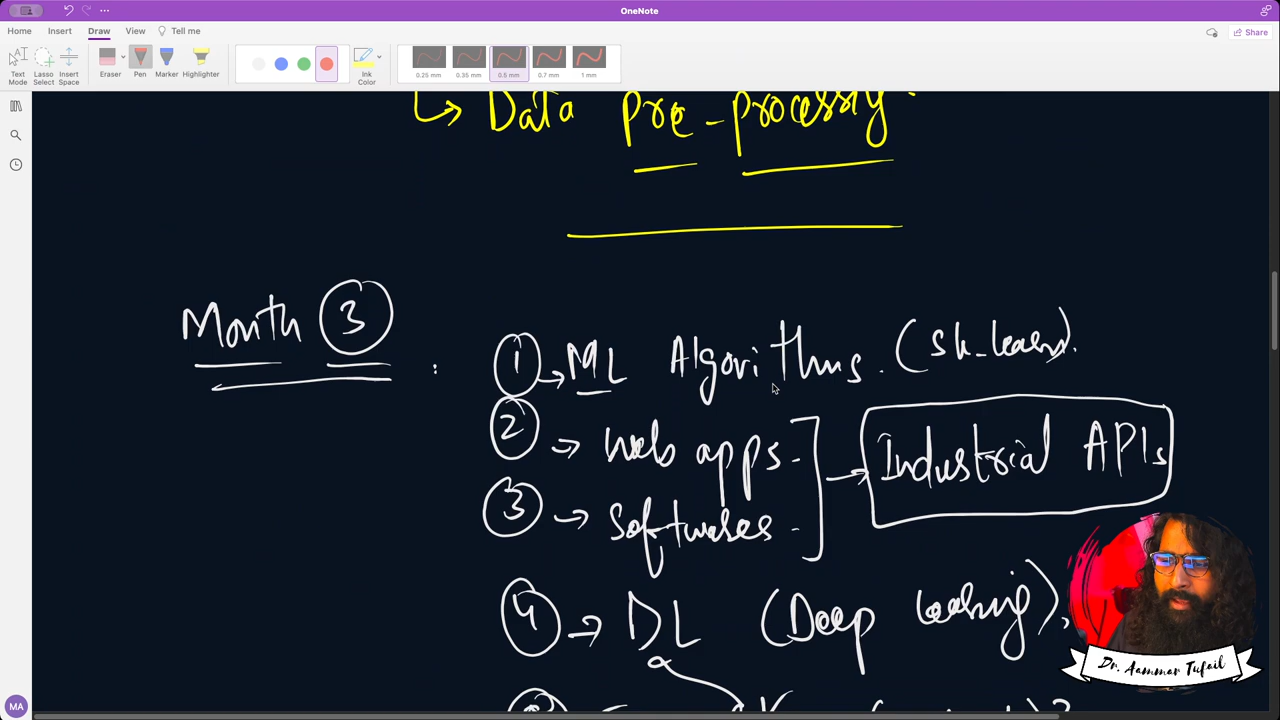 OneNote
Home Insert Draw View Tell me
Share
Text Mode Lasso Select Insert Space Eraser Pen Marker Highlighter Ink Color 0.25 mm 0.35 mm 0.5 mm 0.7 mm 1 mm
↳ Data pre-processing.
Month 3 : 1 → ML Algorithms. (sk-learn).
2 → web apps. → Industrial APIs
3 → Softwares.
4 → DL (Deep learning),
Dr. Aammar Tufail
MA